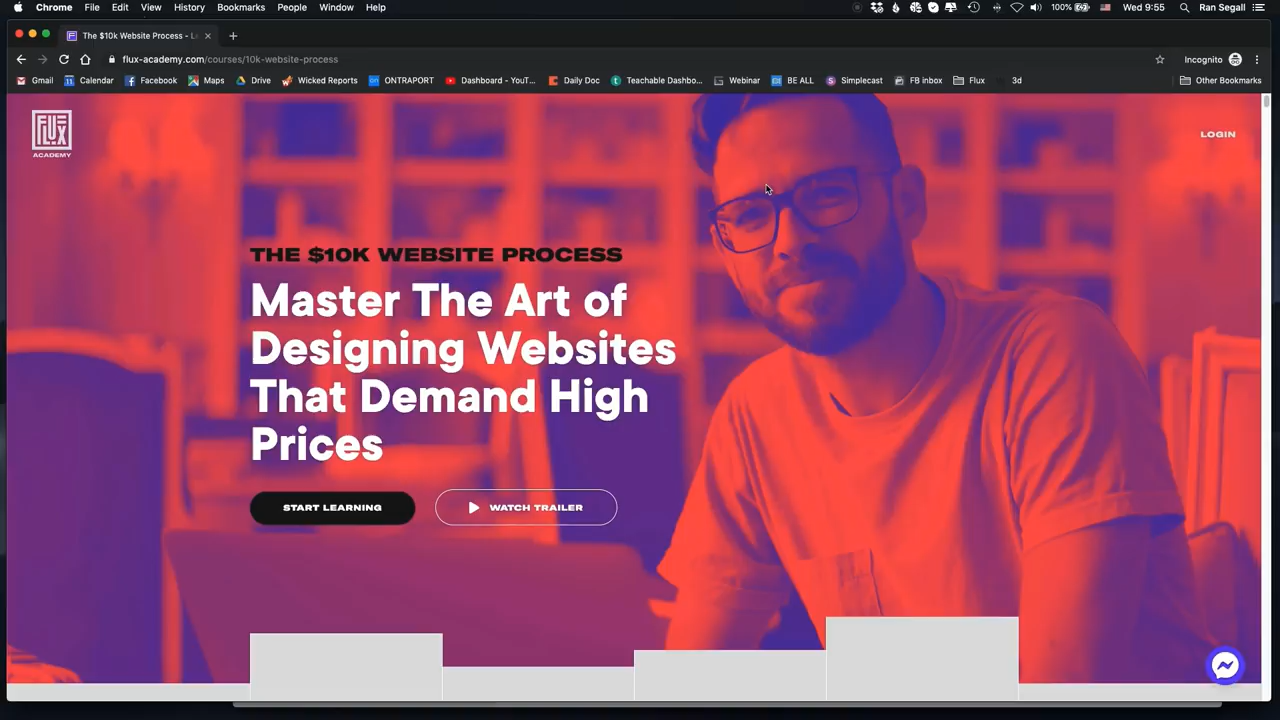 Chrome File Edit View History Bookmarks People Window Help 100% Wed 9:55 Ran Segall
The $10k Website Process - L
flux-academy.com/courses/10k-website-process Incognito
Gmail Calendar Facebook Maps Drive Wicked Reports ONTRAPORT Dashboard - YouT... Daily Doc Teachable Dashbo... Webinar BE ALL Simplecast FB inbox Flux 3d Other Bookmarks
FLUX
ACADEMY
LOGIN
THE $10K WEBSITE PROCESS
Master The Art of
Designing Websites
That Demand High
Prices
START LEARNING
WATCH TRAILER